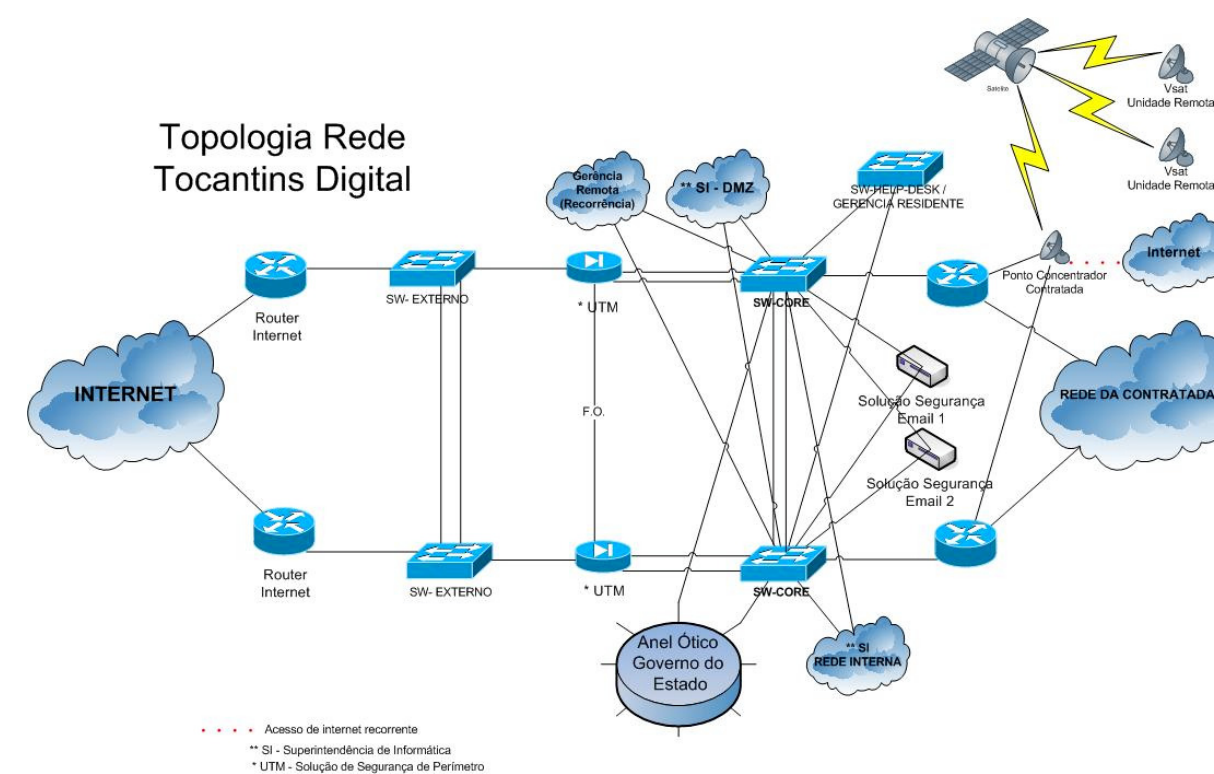 Topologia Rede
Tocantins Digital
Satelite
Vsat
Unidade Remota
Vsat
Unidade Remota
Gerência
Remota
(Recorrência)
** SI - DMZ
SW-HELP-DESK /
GERENCIA RESIDENTE
Internet
Ponto Concentrador
Contratada
Router
Internet
SW- EXTERNO
* UTM
SW-CORE
INTERNET
F.O.
Solução Segurança
Email 1
REDE DA CONTRATADA
Solução Segurança
Email 2
Router
Internet
SW- EXTERNO
* UTM
SW-CORE
Anel Ótico
Governo do
Estado
** SI
REDE INTERNA
Acesso de internet recorrente
** SI - Superintendência de Informática
* UTM - Solução de Segurança de Perímetro